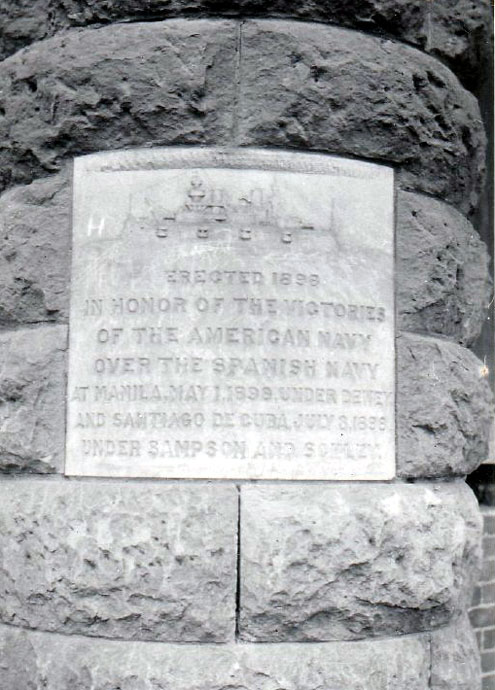 ERECTED 1898
IN HONOR OF THE VICTORIES
OF THE AMERICAN NAVY
OVER THE SPANISH NAVY
AT MANILA, MAY 1, 1898, UNDER DEWEY
AND SANTIAGO DE CUBA, JULY 3, 1898,
UNDER SAMPSON AND SCHLEY.